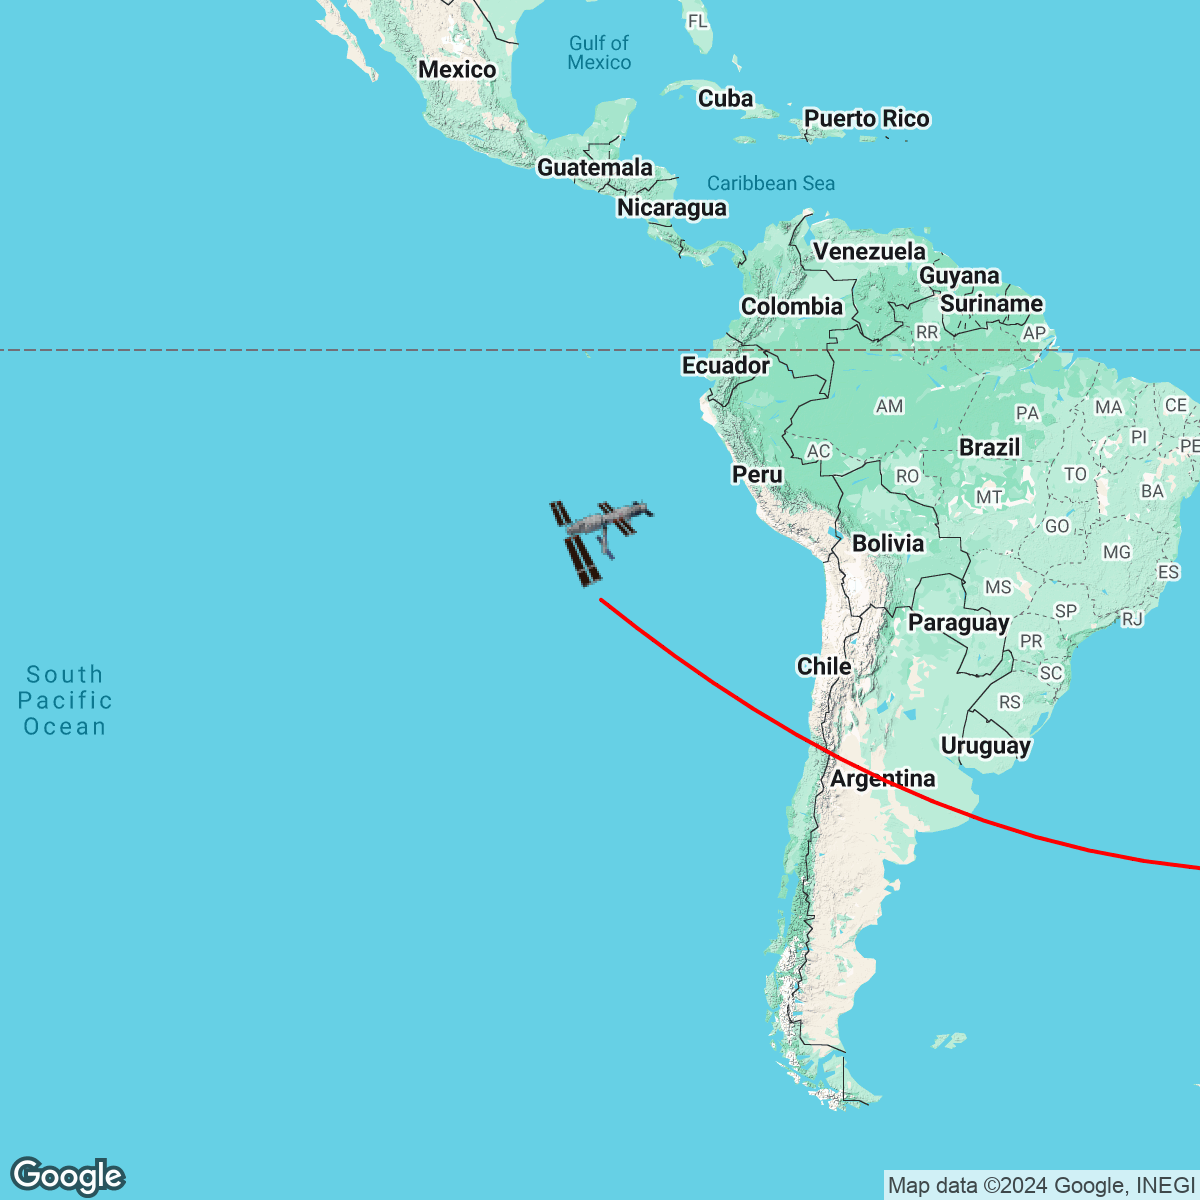 FL
Gulf of
Mexico
Mexico
Cuba
Puerto Rico
Guatemala
Caribbean Sea
Nicaragua
Venezuela
Guyana
Colombia
Suriname
RR
AP
Ecuador
AM
PA
MA
CE
PI
PE
Brazil
AC
Peru
RO
TO
MT
BA
GO
Bolivia
MG
ES
MS
SP
Paraguay
RJ
PR
Chile
SC
South
Pacific
Ocean
RS
Uruguay
Argentina
Google
Map data ©2024 Google, INEGI